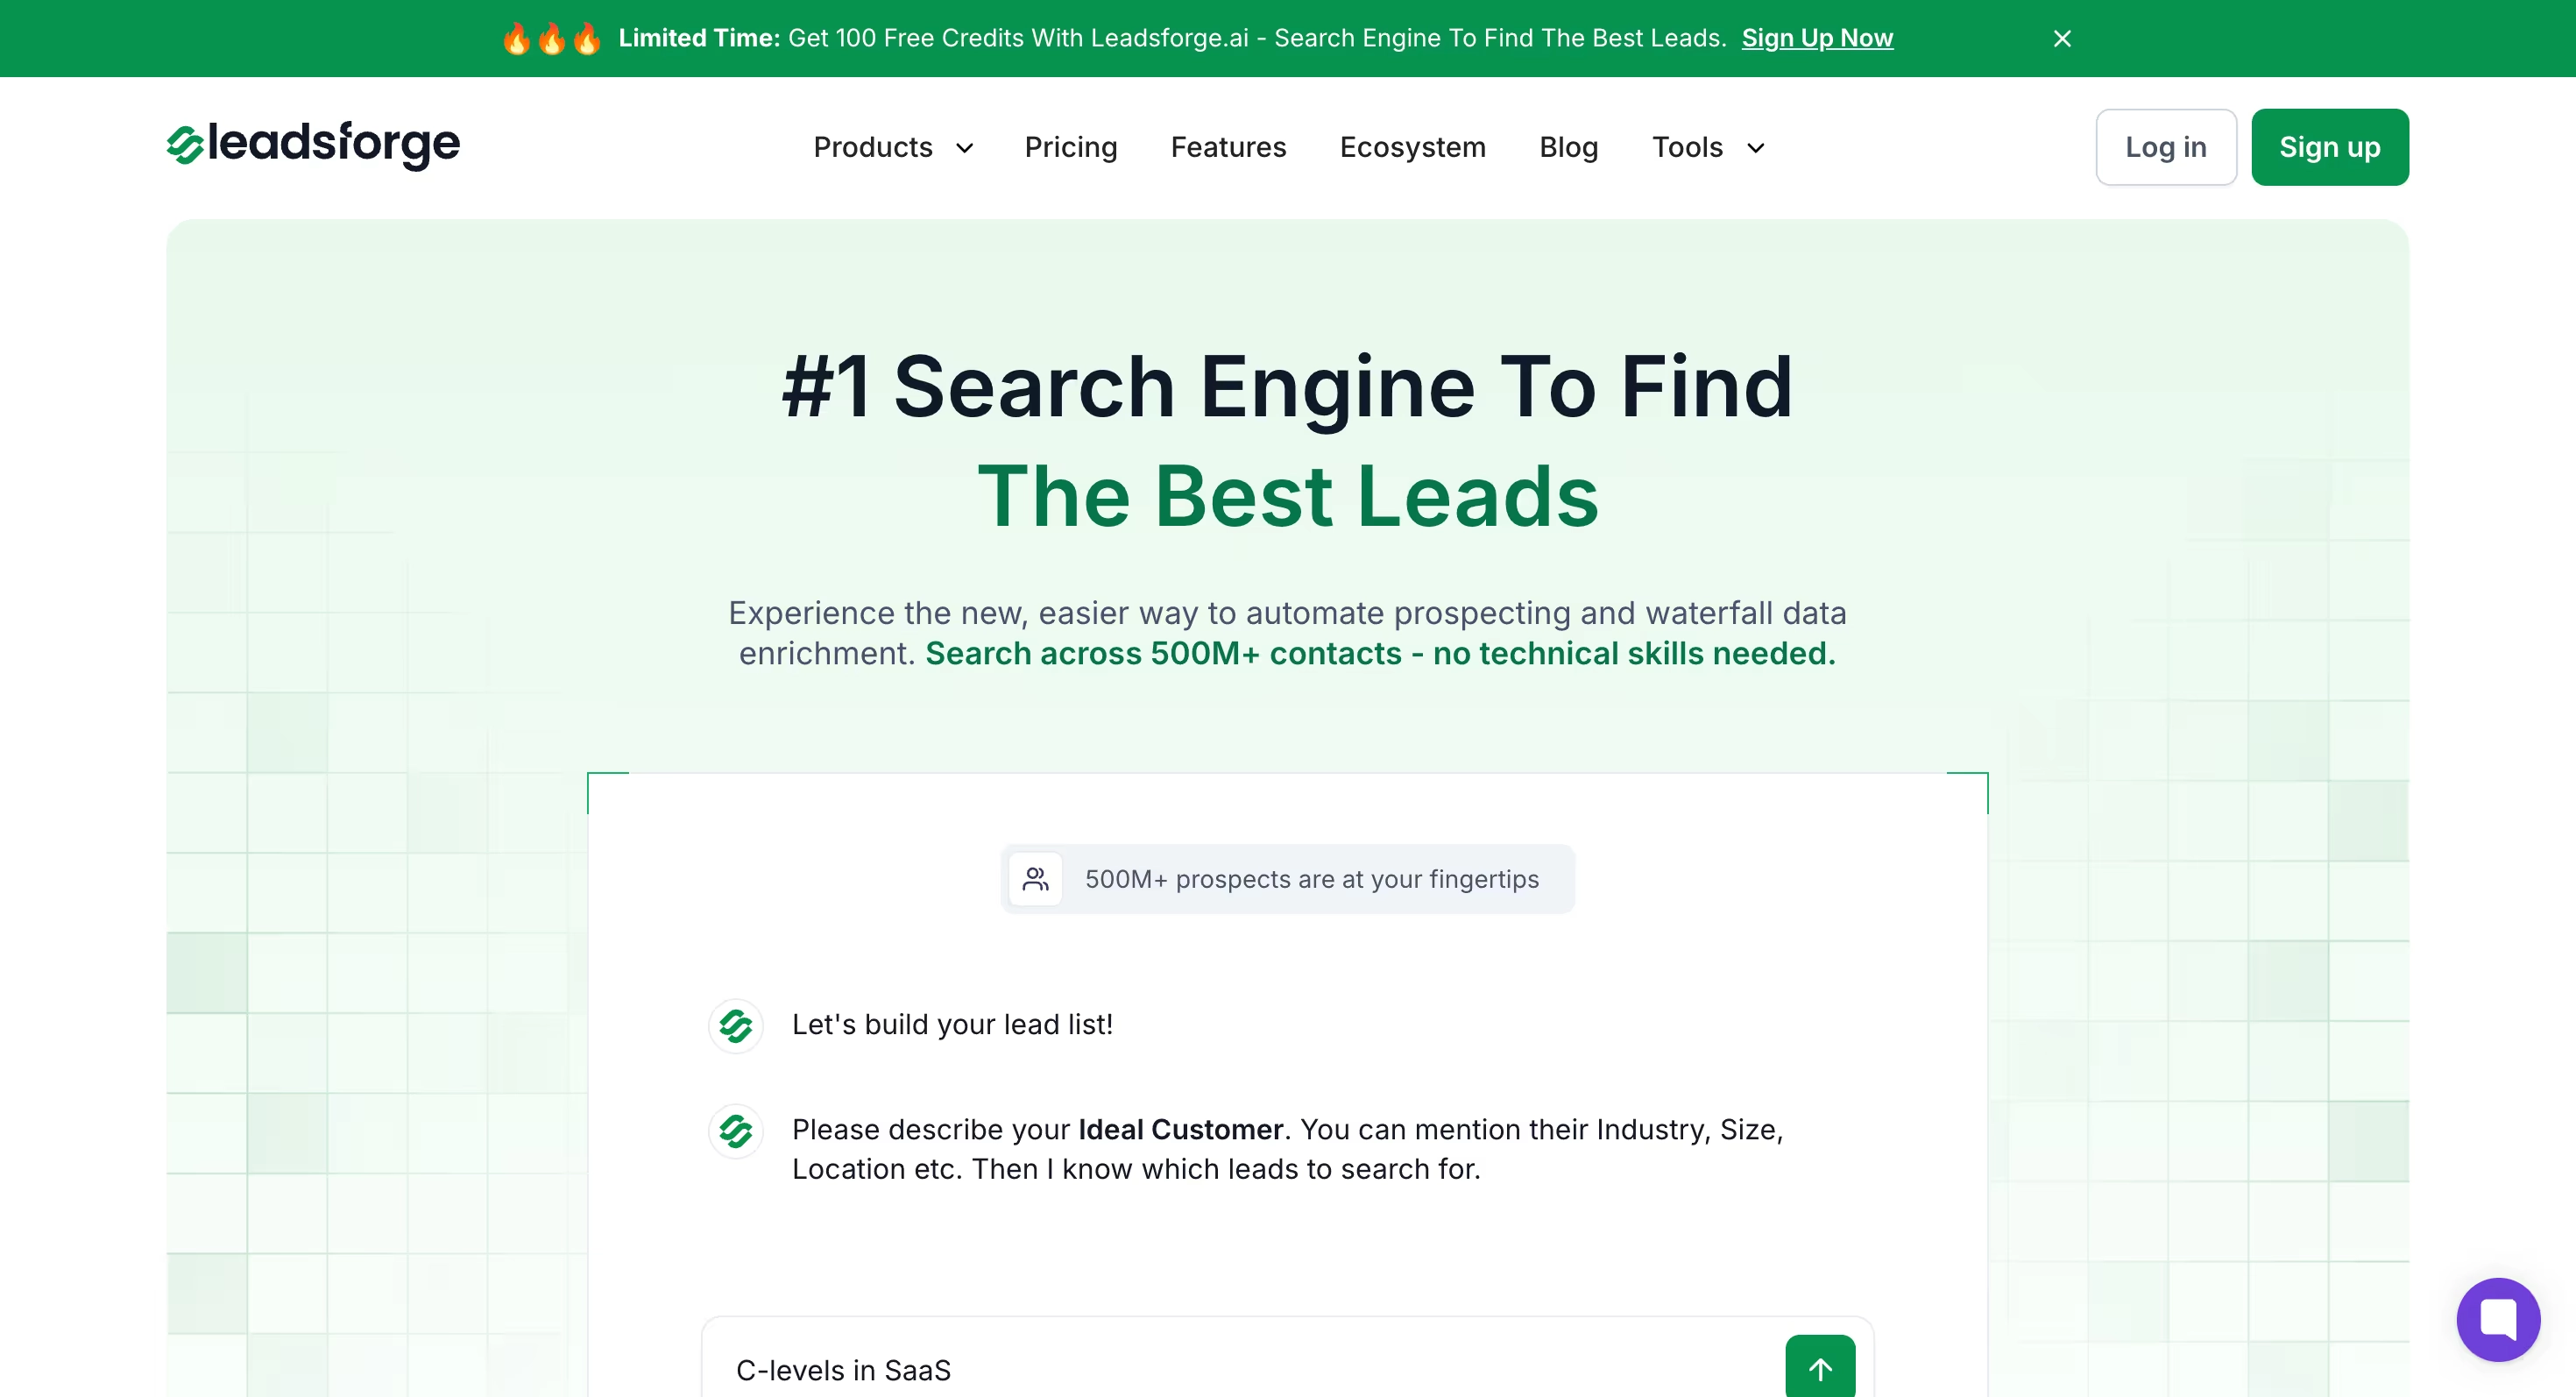 🔥🔥🔥 Limited Time: Get 100 Free Credits With Leadsforge.ai - Search Engine To Find The Best Leads. Sign Up Now
leadsforge
Products
Pricing
Features
Ecosystem
Blog
Tools
Log in
Sign up
#1 Search Engine To Find
The Best Leads
Experience the new, easier way to automate prospecting and waterfall data
enrichment. Search across 500M+ contacts - no technical skills needed.
500M+ prospects are at your fingertips
Let's build your lead list!
Please describe your Ideal Customer. You can mention their Industry, Size,
Location etc. Then I know which leads to search for.
C-levels in SaaS